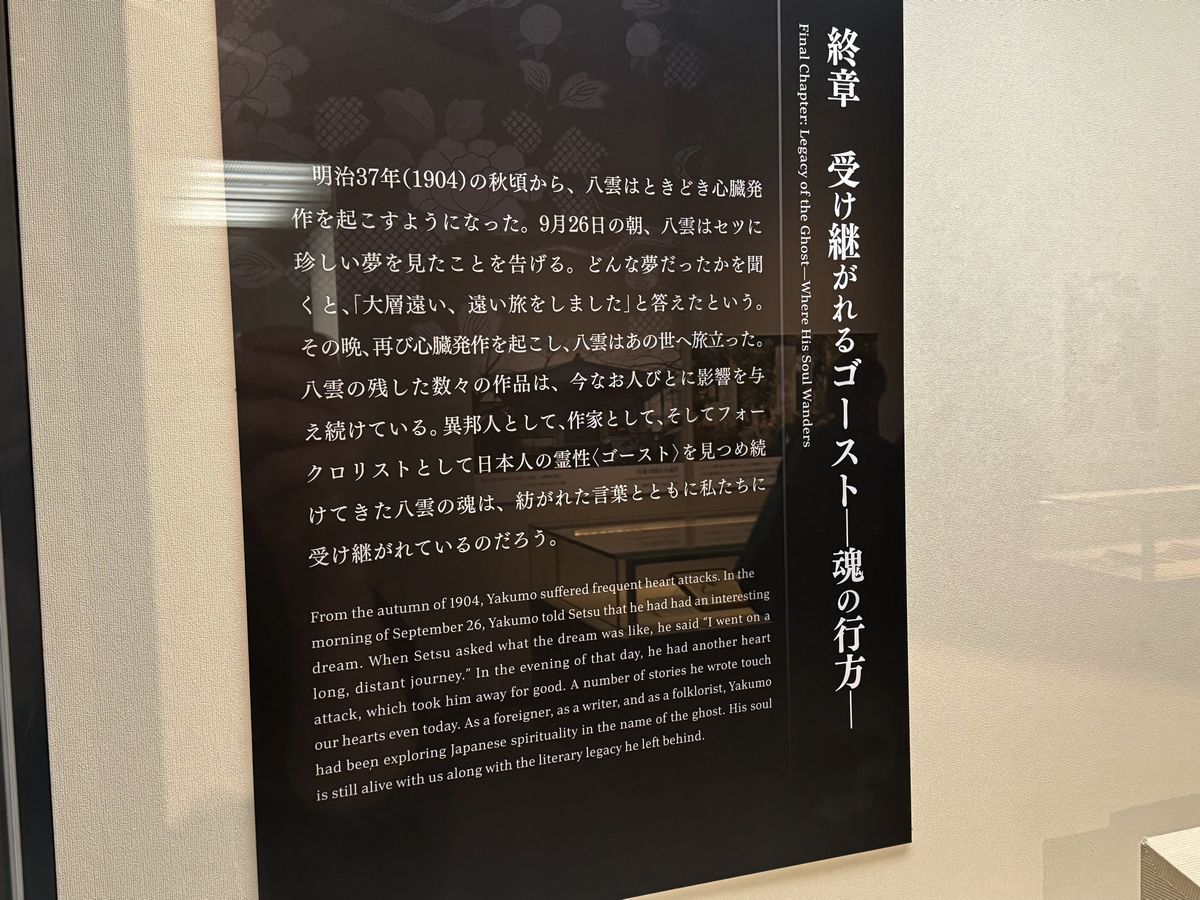 終章　受け継がれるゴースト―魂の行方―
Final Chapter: Legacy of the Ghost—Where His Soul Wanders
明治37年(1904)の秋頃から、八雲はときどき心臓発
作を起こすようになった。9月26日の朝、八雲はセツに
珍しい夢を見たことを告げる。どんな夢だったかを聞
くと、「大層遠い、遠い旅をしました」と答えたという。
その晩、再び心臓発作を起こし、八雲はあの世へ旅立った。
八雲の残した数々の作品は、今なお人びとに影響を与
え続けている。異邦人として、作家として、そしてフォー
クロリストとして日本人の霊性〈ゴースト〉を見つめ続
けてきた八雲の魂は、紡がれた言葉とともに私たちに
受け継がれているのだろう。
From the autumn of 1904, Yakumo suffered frequent heart attacks. In the
morning of September 26, Yakumo told Setsu that he had had an interesting
dream. When Setsu asked what the dream was like, he said “I went on a
long, distant journey.” In the evening of that day, he had another heart
attack, which took him away for good. A number of stories he wrote touch
our hearts even today. As a foreigner, as a writer, and as a folklorist, Yakumo
had been exploring Japanese spirituality in the name of the ghost. His soul
is still alive with us along with the literary legacy he left behind.